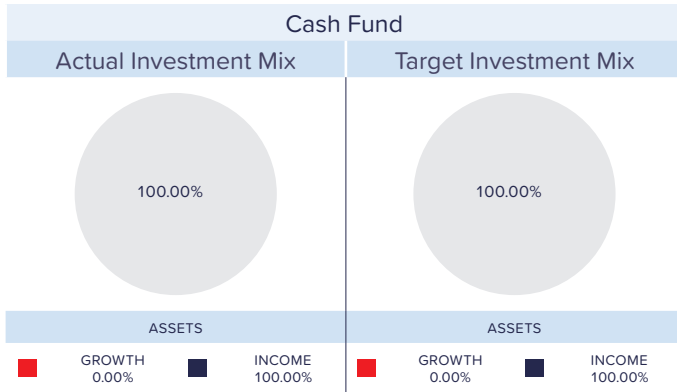 Cash Fund
Actual Investment Mix
Target Investment Mix
100.00%
100.00%
ASSETS
ASSETS
GROWTH
0.00%
INCOME
100.00%
GROWTH
0.00%
INCOME
100.00%